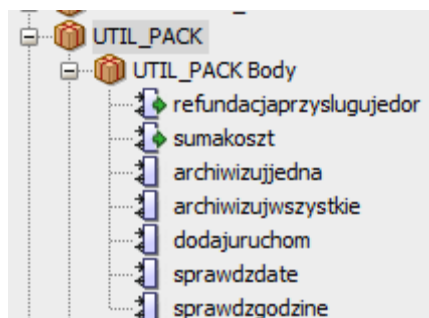 UTIL_PACK
UTIL_PACK Body
refundacjaprzyslugujedor
sumakoszt
archiwizujjedna
archiwizujwszystkie
dodajuruchom
sprawdzdate
sprawdzgodzine